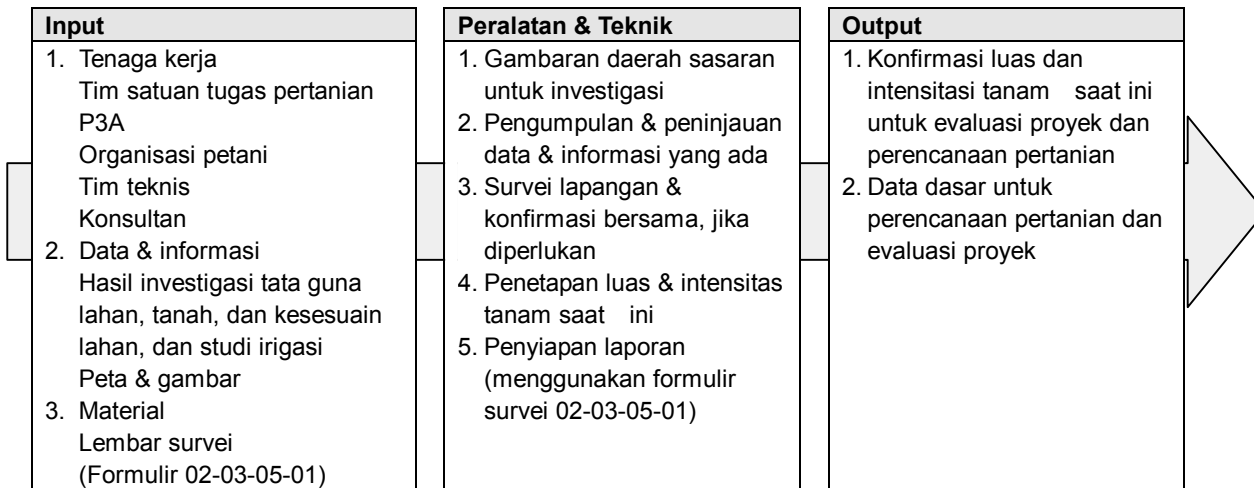 Input
1. Tenaga kerja
Tim satuan tugas pertanian
P3A
Organisasi petani
Tim teknis
Konsultan
2. Data & informasi
Hasil investigasi tata guna
lahan, tanah, dan kesesuain
lahan, dan studi irigasi
Peta & gambar
3. Material
Lembar survei
(Formulir 02-03-05-01)
Peralatan & Teknik
1. Gambaran daerah sasaran
untuk investigasi
2. Pengumpulan & peninjauan
data & informasi yang ada
3. Survei lapangan &
konfirmasi bersama, jika
diperlukan
4. Penetapan luas & intensitas
tanam saat ini
5. Penyiapan laporan
(menggunakan formulir
survei 02-03-05-01)
Output
1. Konfirmasi luas dan
intensitasi tanam saat ini
untuk evaluasi proyek dan
perencanaan pertanian
2. Data dasar untuk
perencanaan pertanian dan
evaluasi proyek